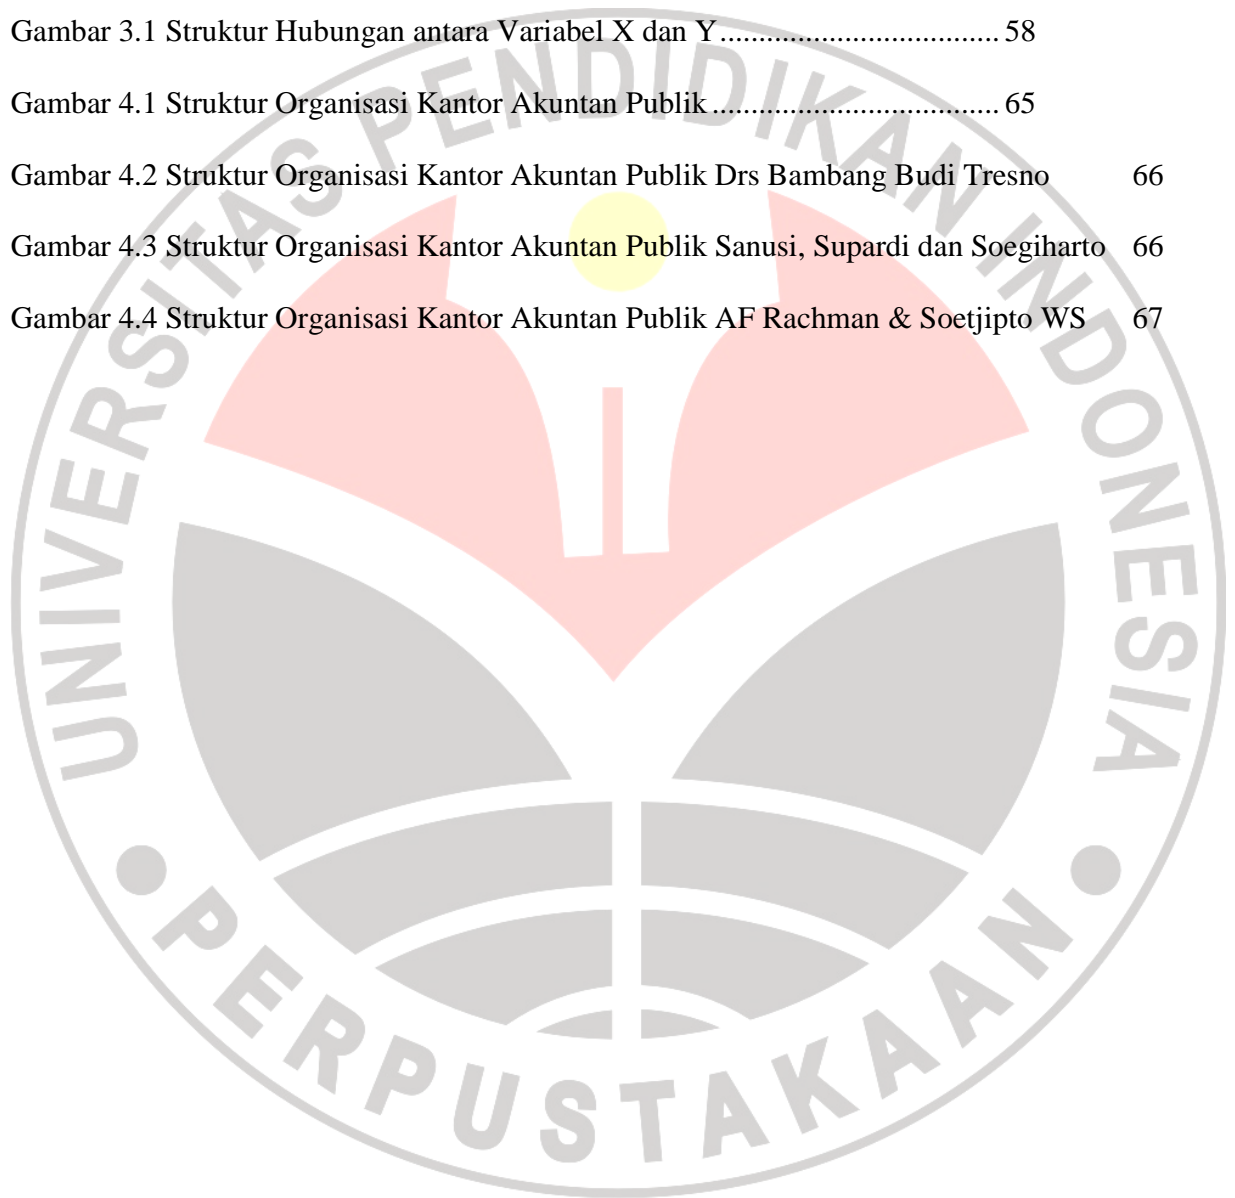 Gambar 3.1 Struktur Hubungan antara Variabel X dan Y.................................... 58
Gambar 4.1 Struktur Organisasi Kantor Akuntan Publik..................................... 65
Gambar 4.2 Struktur Organisasi Kantor Akuntan Publik Drs Bambang Budi Tresno 66
Gambar 4.3 Struktur Organisasi Kantor Akuntan Publik Sanusi, Supardi dan Soegiharto 66
Gambar 4.4 Struktur Organisasi Kantor Akuntan Publik AF Rachman & Soetjipto WS 67
UNIVERSITAS PENDIDIKAN INDONESIA
PERPUSTAKAAN